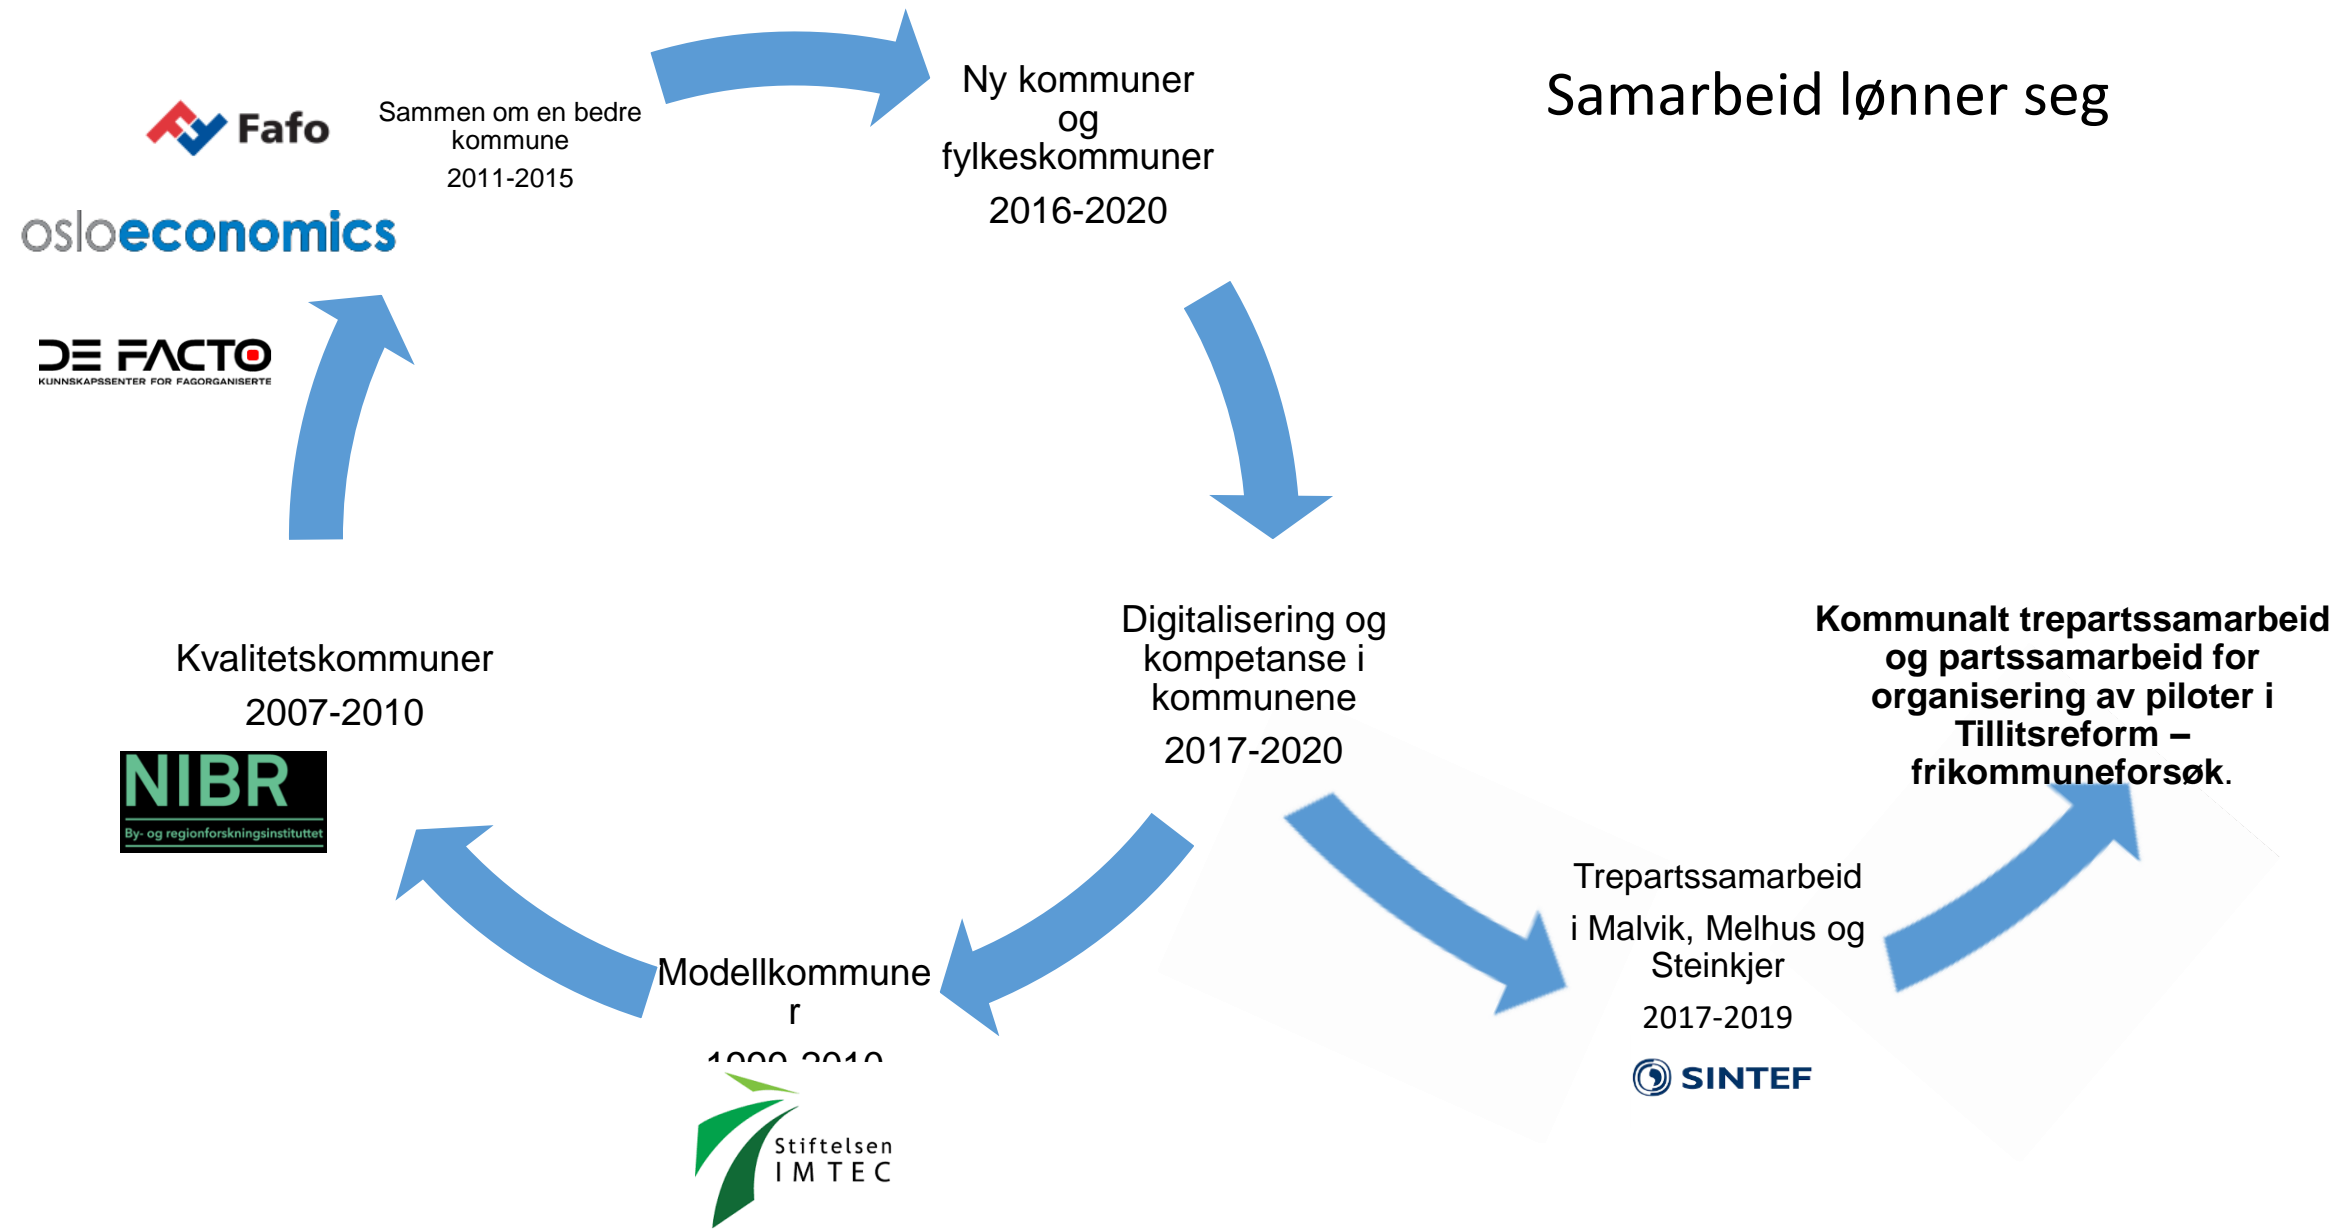 Samarbeid lønner seg
Fafo
Sammen om en bedre
kommune
2011-2015
osloeconomics
DE FACTO
KUNNSKAPSSENTER FOR FAGORGANISERTE
Ny kommuner
og
fylkeskommuner
2016-2020
Kvalitetskommuner
2007-2010
NIBR
By- og regionforskningsinstituttet
Digitalisering og
kompetanse i
kommunene
2017-2020
Kommunalt trepartssamarbeid
og partssamarbeid for
organisering av piloter i
Tillitsreform –
frikommuneforsøk.
Modellkommune
r
Stiftelsen
IMTEC
Trepartssamarbeid
i Malvik, Melhus og
Steinkjer
2017-2019
SINTEF